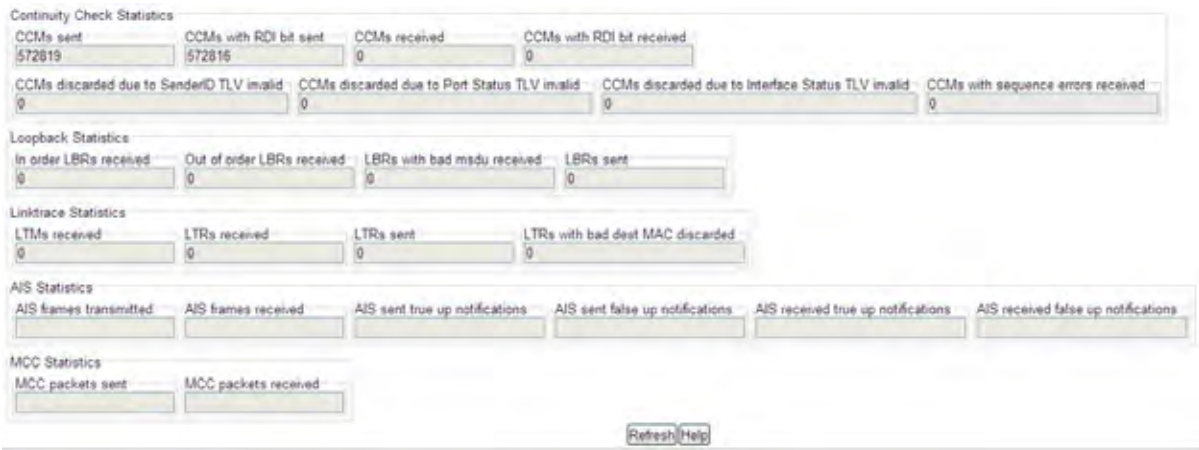 Continuity Check Statistics
CCMs sent CCMs with RDI bit sent CCMs received CCMs with RDI bit received
572819 572816 0 0
CCMs discarded due to SenderID TLV invalid CCMs discarded due to Port Status TLV invalid CCMs discarded due to Interface Status TLV invalid CCMs with sequence errors received
0 0 0 0
Loopback Statistics
In order LBRs received Out of order LBRs received LBRs with bad msdu received LBRs sent
0 0 0 0
Linktrace Statistics
LTMs received LTRs received LTRs sent LTRs with bad dest MAC discarded
0 0 0 0
AIS Statistics
AIS frames transmitted AIS frames received AIS sent true up notifications AIS sent false up notifications AIS received true up notifications AIS received false up notifications
MCC Statistics
MCC packets sent MCC packets received
Refresh Help